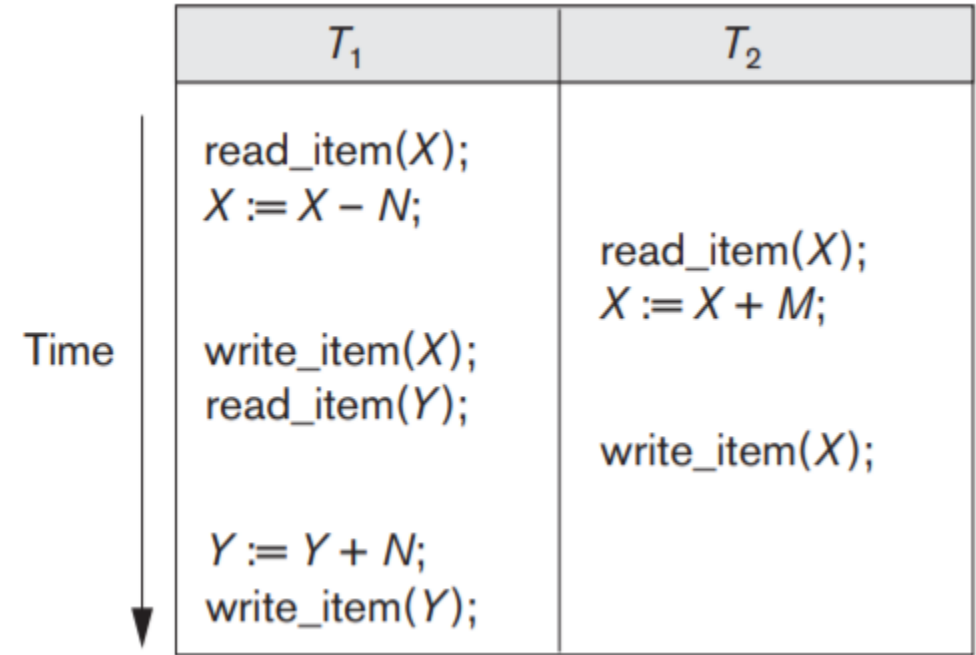 T₁
T₂
read_item(X);
X := X – N;
read_item(X);
X := X + M;
Time
write_item(X);
read_item(Y);
write_item(X);
Y := Y + N;
write_item(Y);